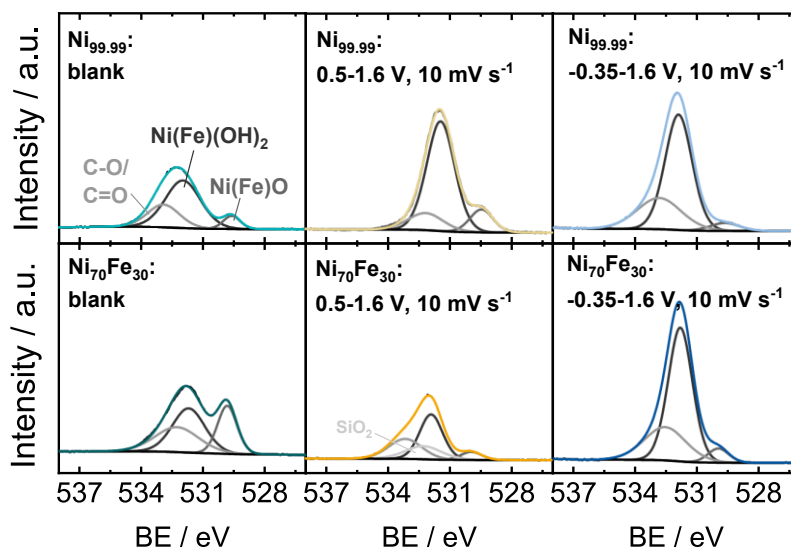 Intensity / a.u.
Ni99.99:
blank
C-O/
C=O
Ni(Fe)(OH)2
Ni(Fe)O
Ni99.99:
0.5-1.6 V, 10 mV s-1
Ni99.99:
-0.35-1.6 V, 10 mV s-1
Intensity / a.u.
Ni70Fe30:
blank
Ni70Fe30:
0.5-1.6 V, 10 mV s-1
SiO2
Ni70Fe30:
-0.35-1.6 V, 10 mV s-1
537 534 531 528
537 534 531 528
537 534 531 528
BE / eV
BE / eV
BE / eV